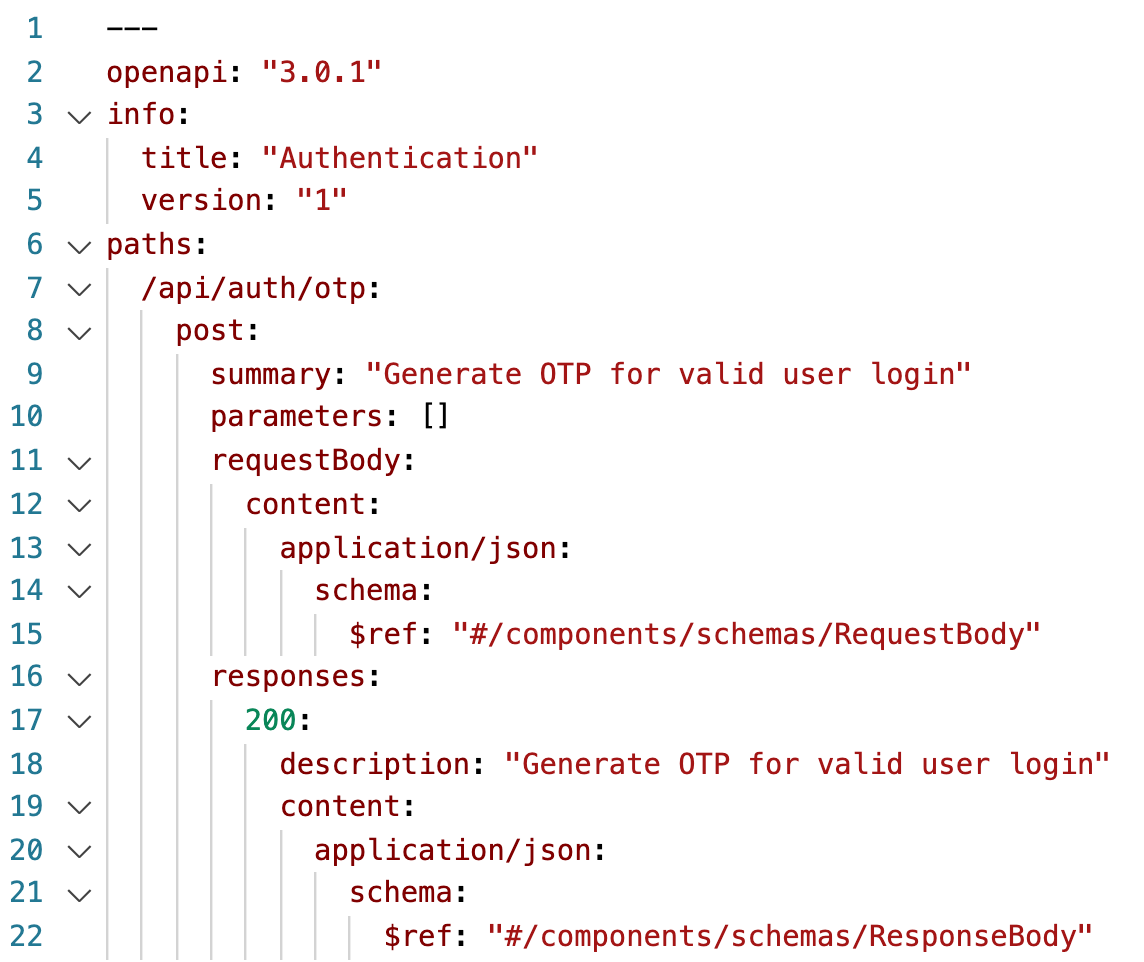 1 ---
2 openapi: "3.0.1"
3 info:
4   title: "Authentication"
5   version: "1"
6 paths:
7   /api/auth/otp:
8     post:
9       summary: "Generate OTP for valid user login"
10       parameters: []
11       requestBody:
12         content:
13           application/json:
14             schema:
15               $ref: "#/components/schemas/RequestBody"
16       responses:
17         200:
18           description: "Generate OTP for valid user login"
19           content:
20             application/json:
21               schema:
22                 $ref: "#/components/schemas/ResponseBody"